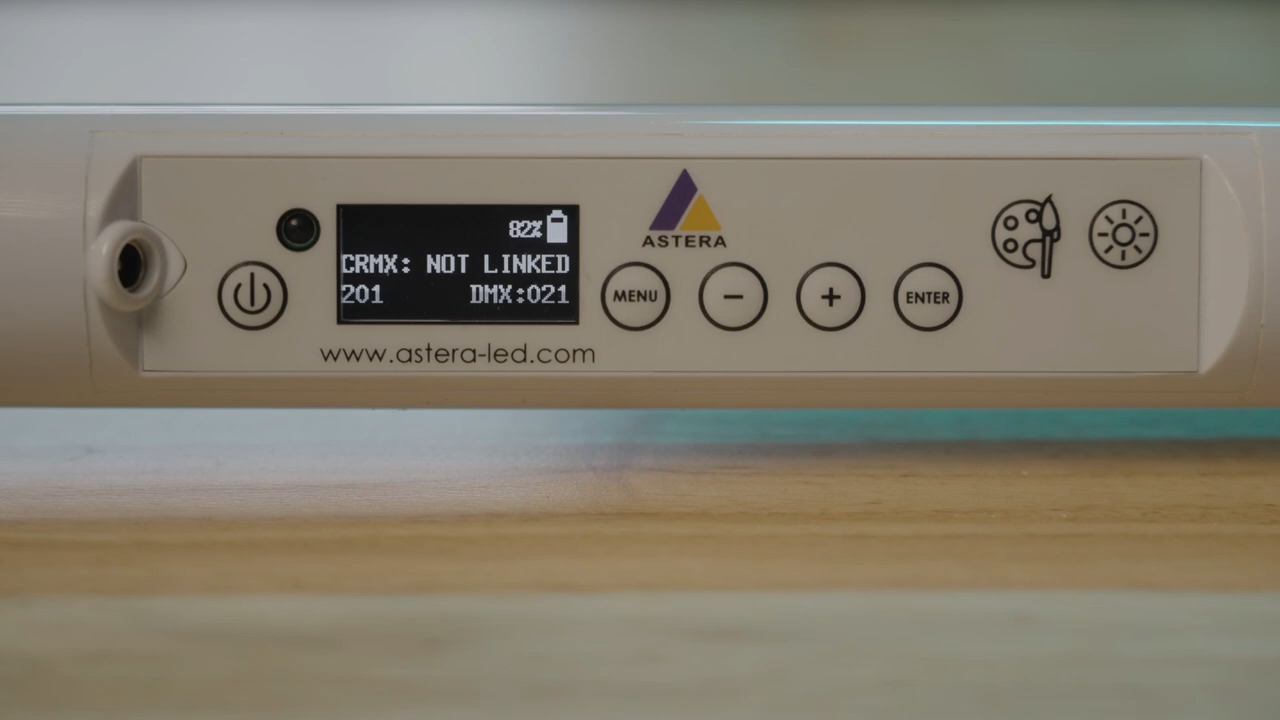 82%
CRMX: NOT LINKED
201 DMX:021
ASTERA
MENU
ENTER
www.astera-led.com